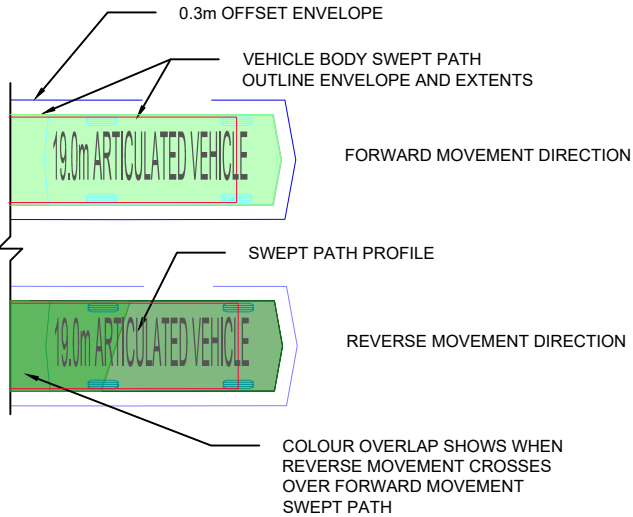 0.3m OFFSET ENVELOPE
VEHICLE BODY SWEPT PATH
OUTLINE ENVELOPE AND EXTENTS
19.0m ARTICULATED VEHICLE
FORWARD MOVEMENT DIRECTION
SWEPT PATH PROFILE
19.0m ARTICULATED VEHICLE
REVERSE MOVEMENT DIRECTION
COLOUR OVERLAP SHOWS WHEN
REVERSE MOVEMENT CROSSES
OVER FORWARD MOVEMENT
SWEPT PATH